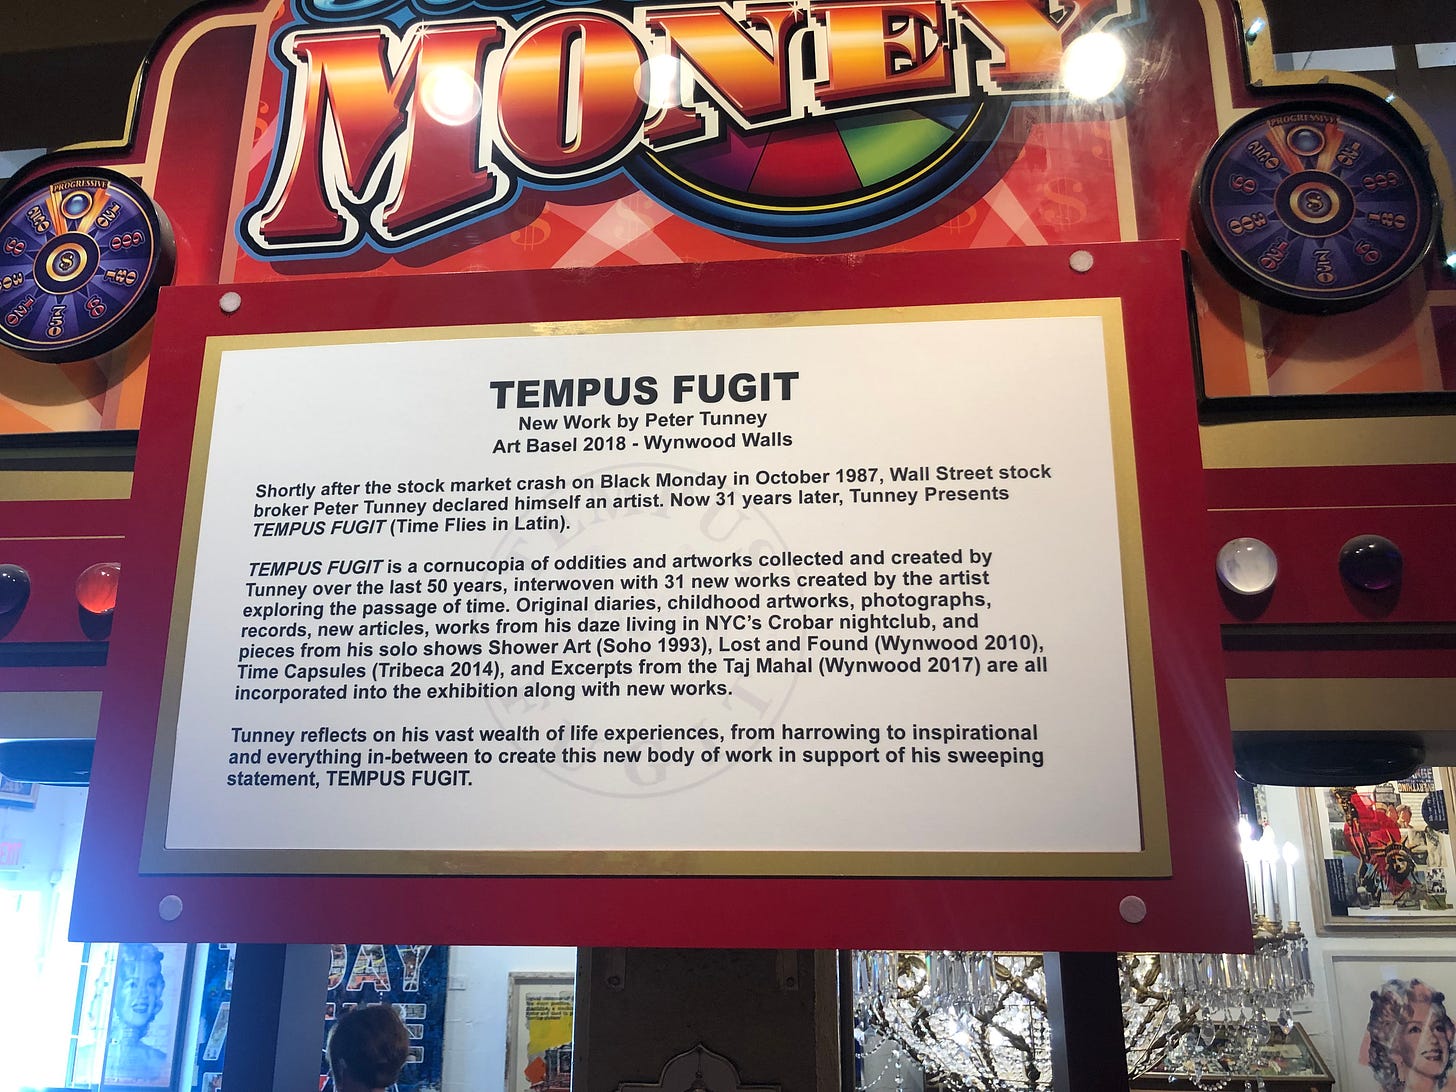 MONEY
PROGRESSIVE
PROGRESSIVE
TEMPUS FUGIT
New Work by Peter Tunney
Art Basel 2018 - Wynwood Walls
Shortly after the stock market crash on Black Monday in October 1987, Wall Street stock
broker Peter Tunney declared himself an artist. Now 31 years later, Tunney Presents
TEMPUS FUGIT (Time Flies in Latin).
TEMPUS FUGIT is a cornucopia of oddities and artworks collected and created by
Tunney over the last 50 years, interwoven with 31 new works created by the artist
exploring the passage of time. Original diaries, childhood artworks, photographs,
records, new articles, works from his daze living in NYC's Crobar nightclub, and
pieces from his solo shows Shower Art (Soho 1993), Lost and Found (Wynwood 2010),
Time Capsules (Tribeca 2014), and Excerpts from the Taj Mahal (Wynwood 2017) are all
incorporated into the exhibition along with new works.
Tunney reflects on his vast wealth of life experiences, from harrowing to inspirational
and everything in-between to create this new body of work in support of his sweeping
statement, TEMPUS FUGIT.
TEMPUS FUGIT